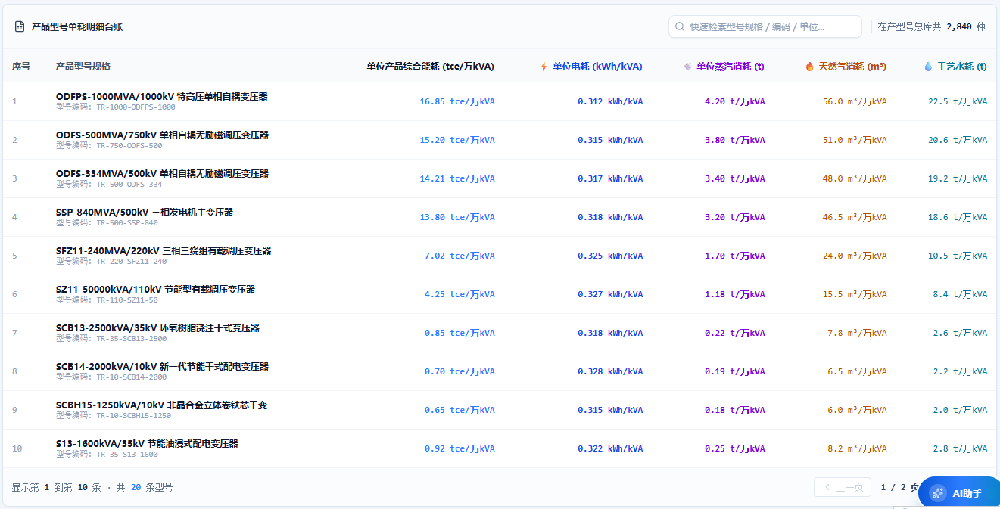 产品型号单耗明细台账
快速检索型号规格 / 编码 / 单位...
在产型号总库共 2,840 种
序号 产品型号规格 单位产品综合能耗 (tce/万kVA) 单位电耗 (kWh/kVA) 单位蒸汽消耗 (t) 天然气消耗 (m³) 工艺水耗 (t)
1 ODFPS-1000MVA/1000kV 特高压单相自耦变压器 16.85 tce/万kVA 0.312 kWh/kVA 4.20 t/万kVA 56.0 m³/万kVA 22.5 t/万kVA
型号编码: TR-1000-ODFPS-1000
2 ODFS-500MVA/750kV 单相自耦无励磁调压变压器 15.20 tce/万kVA 0.315 kWh/kVA 3.80 t/万kVA 51.0 m³/万kVA 20.6 t/万kVA
型号编码: TR-750-ODFS-500
3 ODFS-334MVA/500kV 单相自耦无励磁调压变压器 14.21 tce/万kVA 0.317 kWh/kVA 3.40 t/万kVA 48.0 m³/万kVA 19.2 t/万kVA
型号编码: TR-500-ODFS-334
4 SSP-840MVA/500kV 三相发电机主变压器 13.80 tce/万kVA 0.318 kWh/kVA 3.20 t/万kVA 46.5 m³/万kVA 18.6 t/万kVA
型号编码: TR-500-SSP-840
5 SFZ11-240MVA/220kV 三相三绕组有载调压变压器 7.02 tce/万kVA 0.325 kWh/kVA 1.70 t/万kVA 24.0 m³/万kVA 10.5 t/万kVA
型号编码: TR-220-SFZ11-240
6 SZ11-50000kVA/110kV 节能型有载调压变压器 4.25 tce/万kVA 0.327 kWh/kVA 1.18 t/万kVA 15.5 m³/万kVA 8.4 t/万kVA
型号编码: TR-110-SZ11-50
7 SCB13-2500kVA/35kV 环氧树脂浇注干式变压器 0.85 tce/万kVA 0.318 kWh/kVA 0.22 t/万kVA 7.8 m³/万kVA 2.6 t/万kVA
型号编码: TR-35-SCB13-2500
8 SCB14-2000kVA/10kV 新一代节能干式配电变压器 0.70 tce/万kVA 0.328 kWh/kVA 0.19 t/万kVA 6.5 m³/万kVA 2.2 t/万kVA
型号编码: TR-10-SCB14-2000
9 SCBH15-1250kVA/10kV 非晶合金立体卷铁芯干变 0.65 tce/万kVA 0.315 kWh/kVA 0.18 t/万kVA 6.0 m³/万kVA 2.0 t/万kVA
型号编码: TR-10-SCBH15-1250
10 S13-1600kVA/35kV 节能油浸式配电变压器 0.92 tce/万kVA 0.322 kWh/kVA 0.25 t/万kVA 8.2 m³/万kVA 2.8 t/万kVA
型号编码: TR-35-S13-1600
显示第 1 到第 10 条 · 共 20 条型号
上一页
1 / 2 页
AI助手